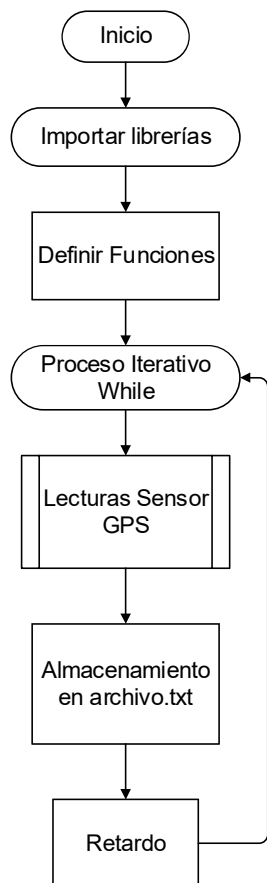 Inicio
Importar librerías
Definir Funciones
Proceso Iterativo
While
Lecturas Sensor
GPS
Almacenamiento
en archivo.txt
Retardo